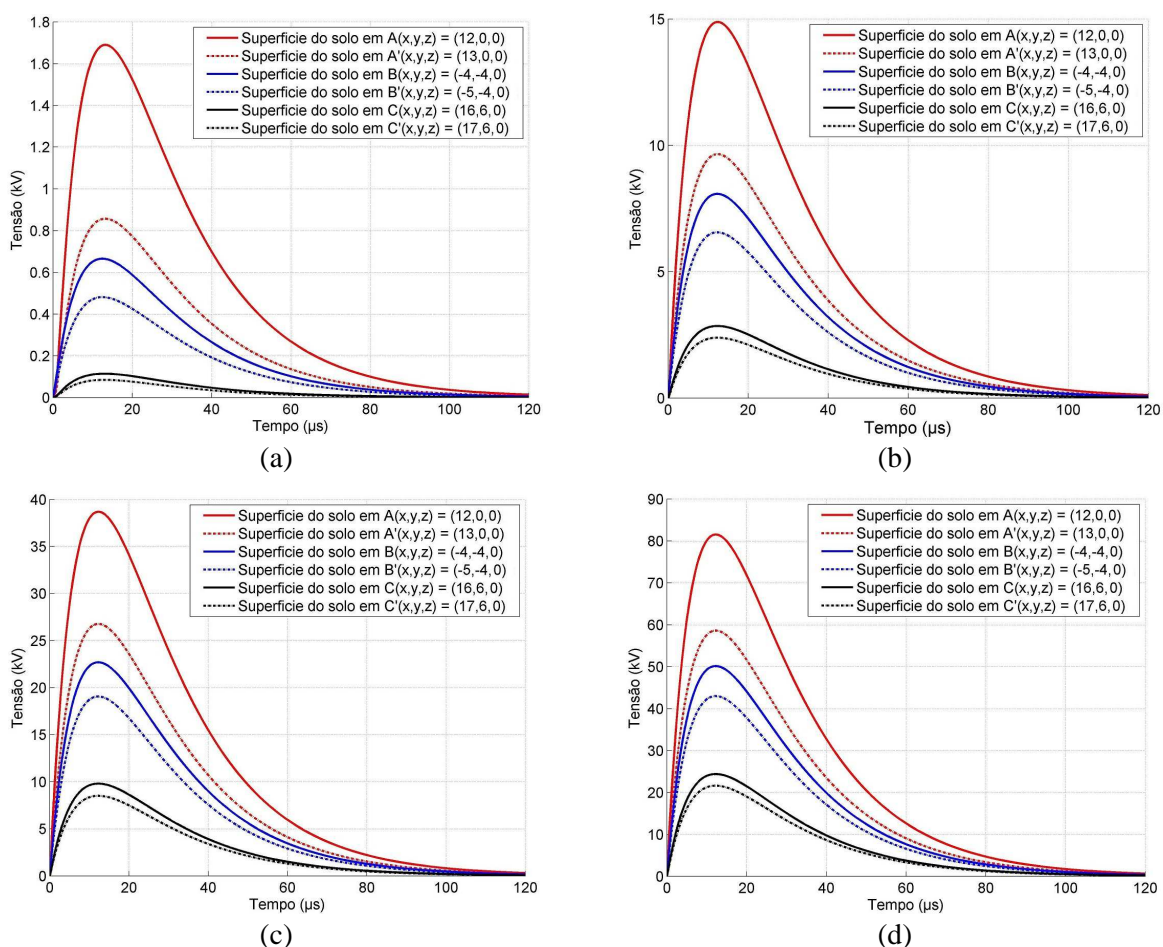 1.8
1.6
1.4
1.2
1
0.8
0.6
0.4
0.2
0
Tensão (kV)
Superficie do solo em A(x,y,z) = (12,0,0)
Superficie do solo em A'(x,y,z) = (13,0,0)
Superficie do solo em B(x,y,z) = (-4,-4,0)
Superficie do solo em B'(x,y,z) = (-5,-4,0)
Superficie do solo em C(x,y,z) = (16,6,0)
Superficie do solo em C'(x,y,z) = (17,6,0)
0 20 40 60 80 100 120
Tempo (µs)
(a)
15
10
5
0
Tensão (kV)
Superficie do solo em A(x,y,z) = (12,0,0)
Superficie do solo em A'(x,y,z) = (13,0,0)
Superficie do solo em B(x,y,z) = (-4,-4,0)
Superficie do solo em B'(x,y,z) = (-5,-4,0)
Superficie do solo em C(x,y,z) = (16,6,0)
Superficie do solo em C'(x,y,z) = (17,6,0)
0 20 40 60 80 100 120
Tempo (µs)
(b)
40
35
30
25
20
15
10
5
0
Tensão (kV)
Superficie do solo em A(x,y,z) = (12,0,0)
Superficie do solo em A'(x,y,z) = (13,0,0)
Superficie do solo em B(x,y,z) = (-4,-4,0)
Superficie do solo em B'(x,y,z) = (-5,-4,0)
Superficie do solo em C(x,y,z) = (16,6,0)
Superficie do solo em C'(x,y,z) = (17,6,0)
0 20 40 60 80 100 120
Tempo (µs)
(c)
90
80
70
60
50
40
30
20
10
0
Tensão (kV)
Superficie do solo em A(x,y,z) = (12,0,0)
Superficie do solo em A'(x,y,z) = (13,0,0)
Superficie do solo em B(x,y,z) = (-4,-4,0)
Superficie do solo em B'(x,y,z) = (-5,-4,0)
Superficie do solo em C(x,y,z) = (16,6,0)
Superficie do solo em C'(x,y,z) = (17,6,0)
0 20 40 60 80 100 120
Tempo (µs)
(d)